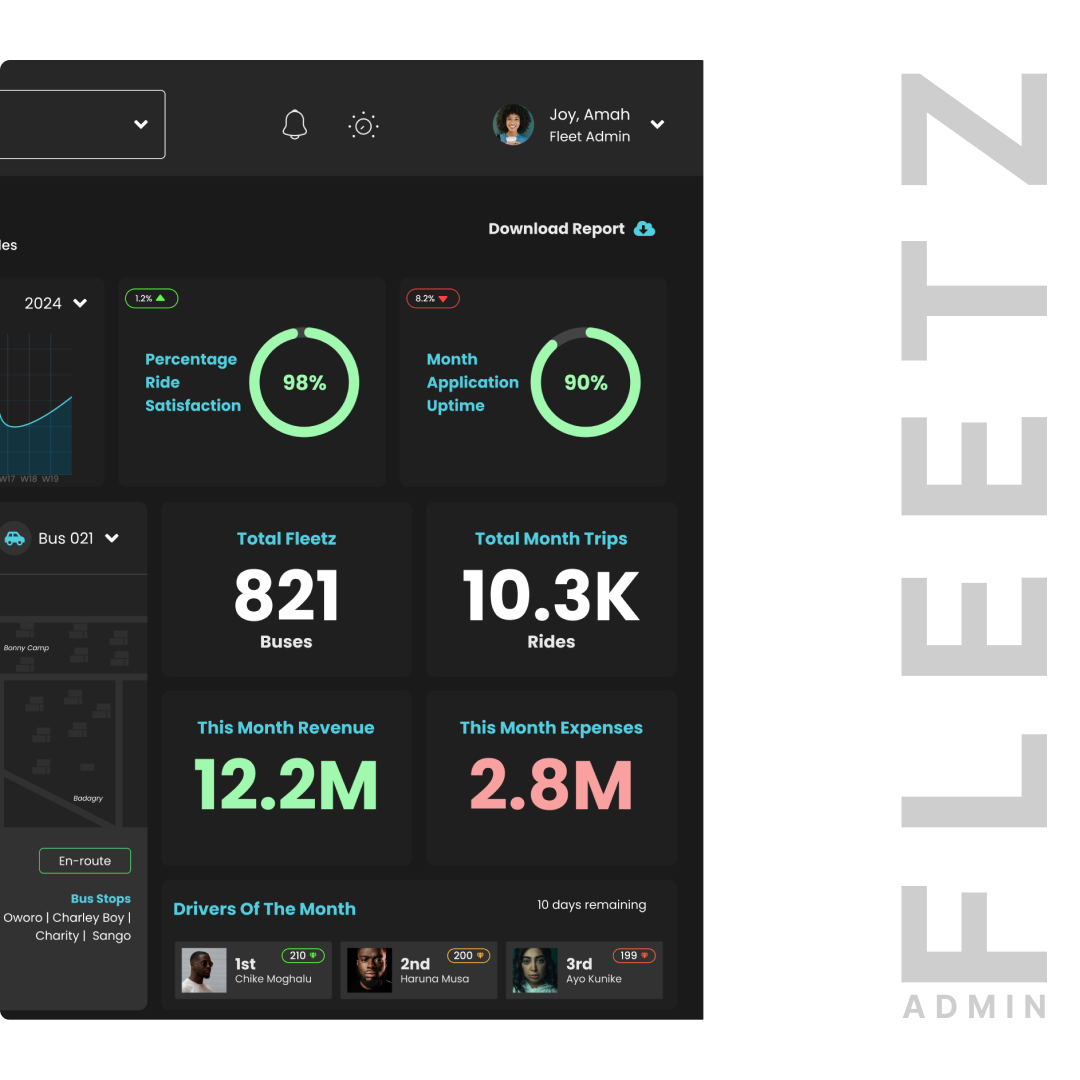 Joy, Amah
Fleet Admin
Download Report
les
2024
W17 W18 W19
1.2%
Percentage
Ride
Satisfaction
98%
8.2%
Month
Application
Uptime
90%
Bus 021
Bonny Camp
Badagry
En-route
Bus Stops
Oworo | Charley Boy |
Charity | Sango
Total Fleetz
821
Buses
Total Month Trips
10.3K
Rides
This Month Revenue
12.2M
This Month Expenses
2.8M
Drivers Of The Month
10 days remaining
1st
210
Chike Moghalu
2nd
200
Haruna Musa
3rd
199
Ayo Kunike
FLEETZ
ADMIN